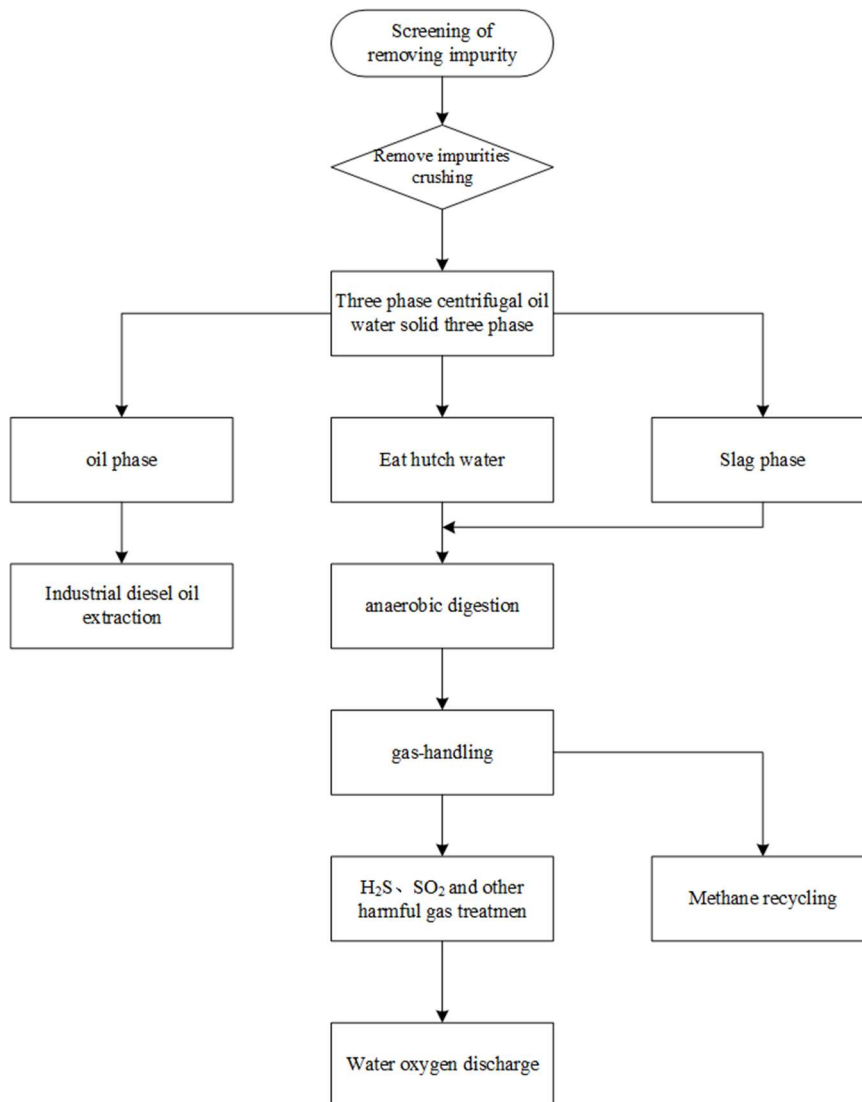 Screening of
removing impurity
Remove impurities
crushing
Three phase centrifugal oil
water solid three phase
oil phase
Eat hutch water
Slag phase
Industrial diesel oil
extraction
anaerobic digestion
gas-handling
H₂S、SO₂ and other
harmful gas treatmen
Methane recycling
Water oxygen discharge